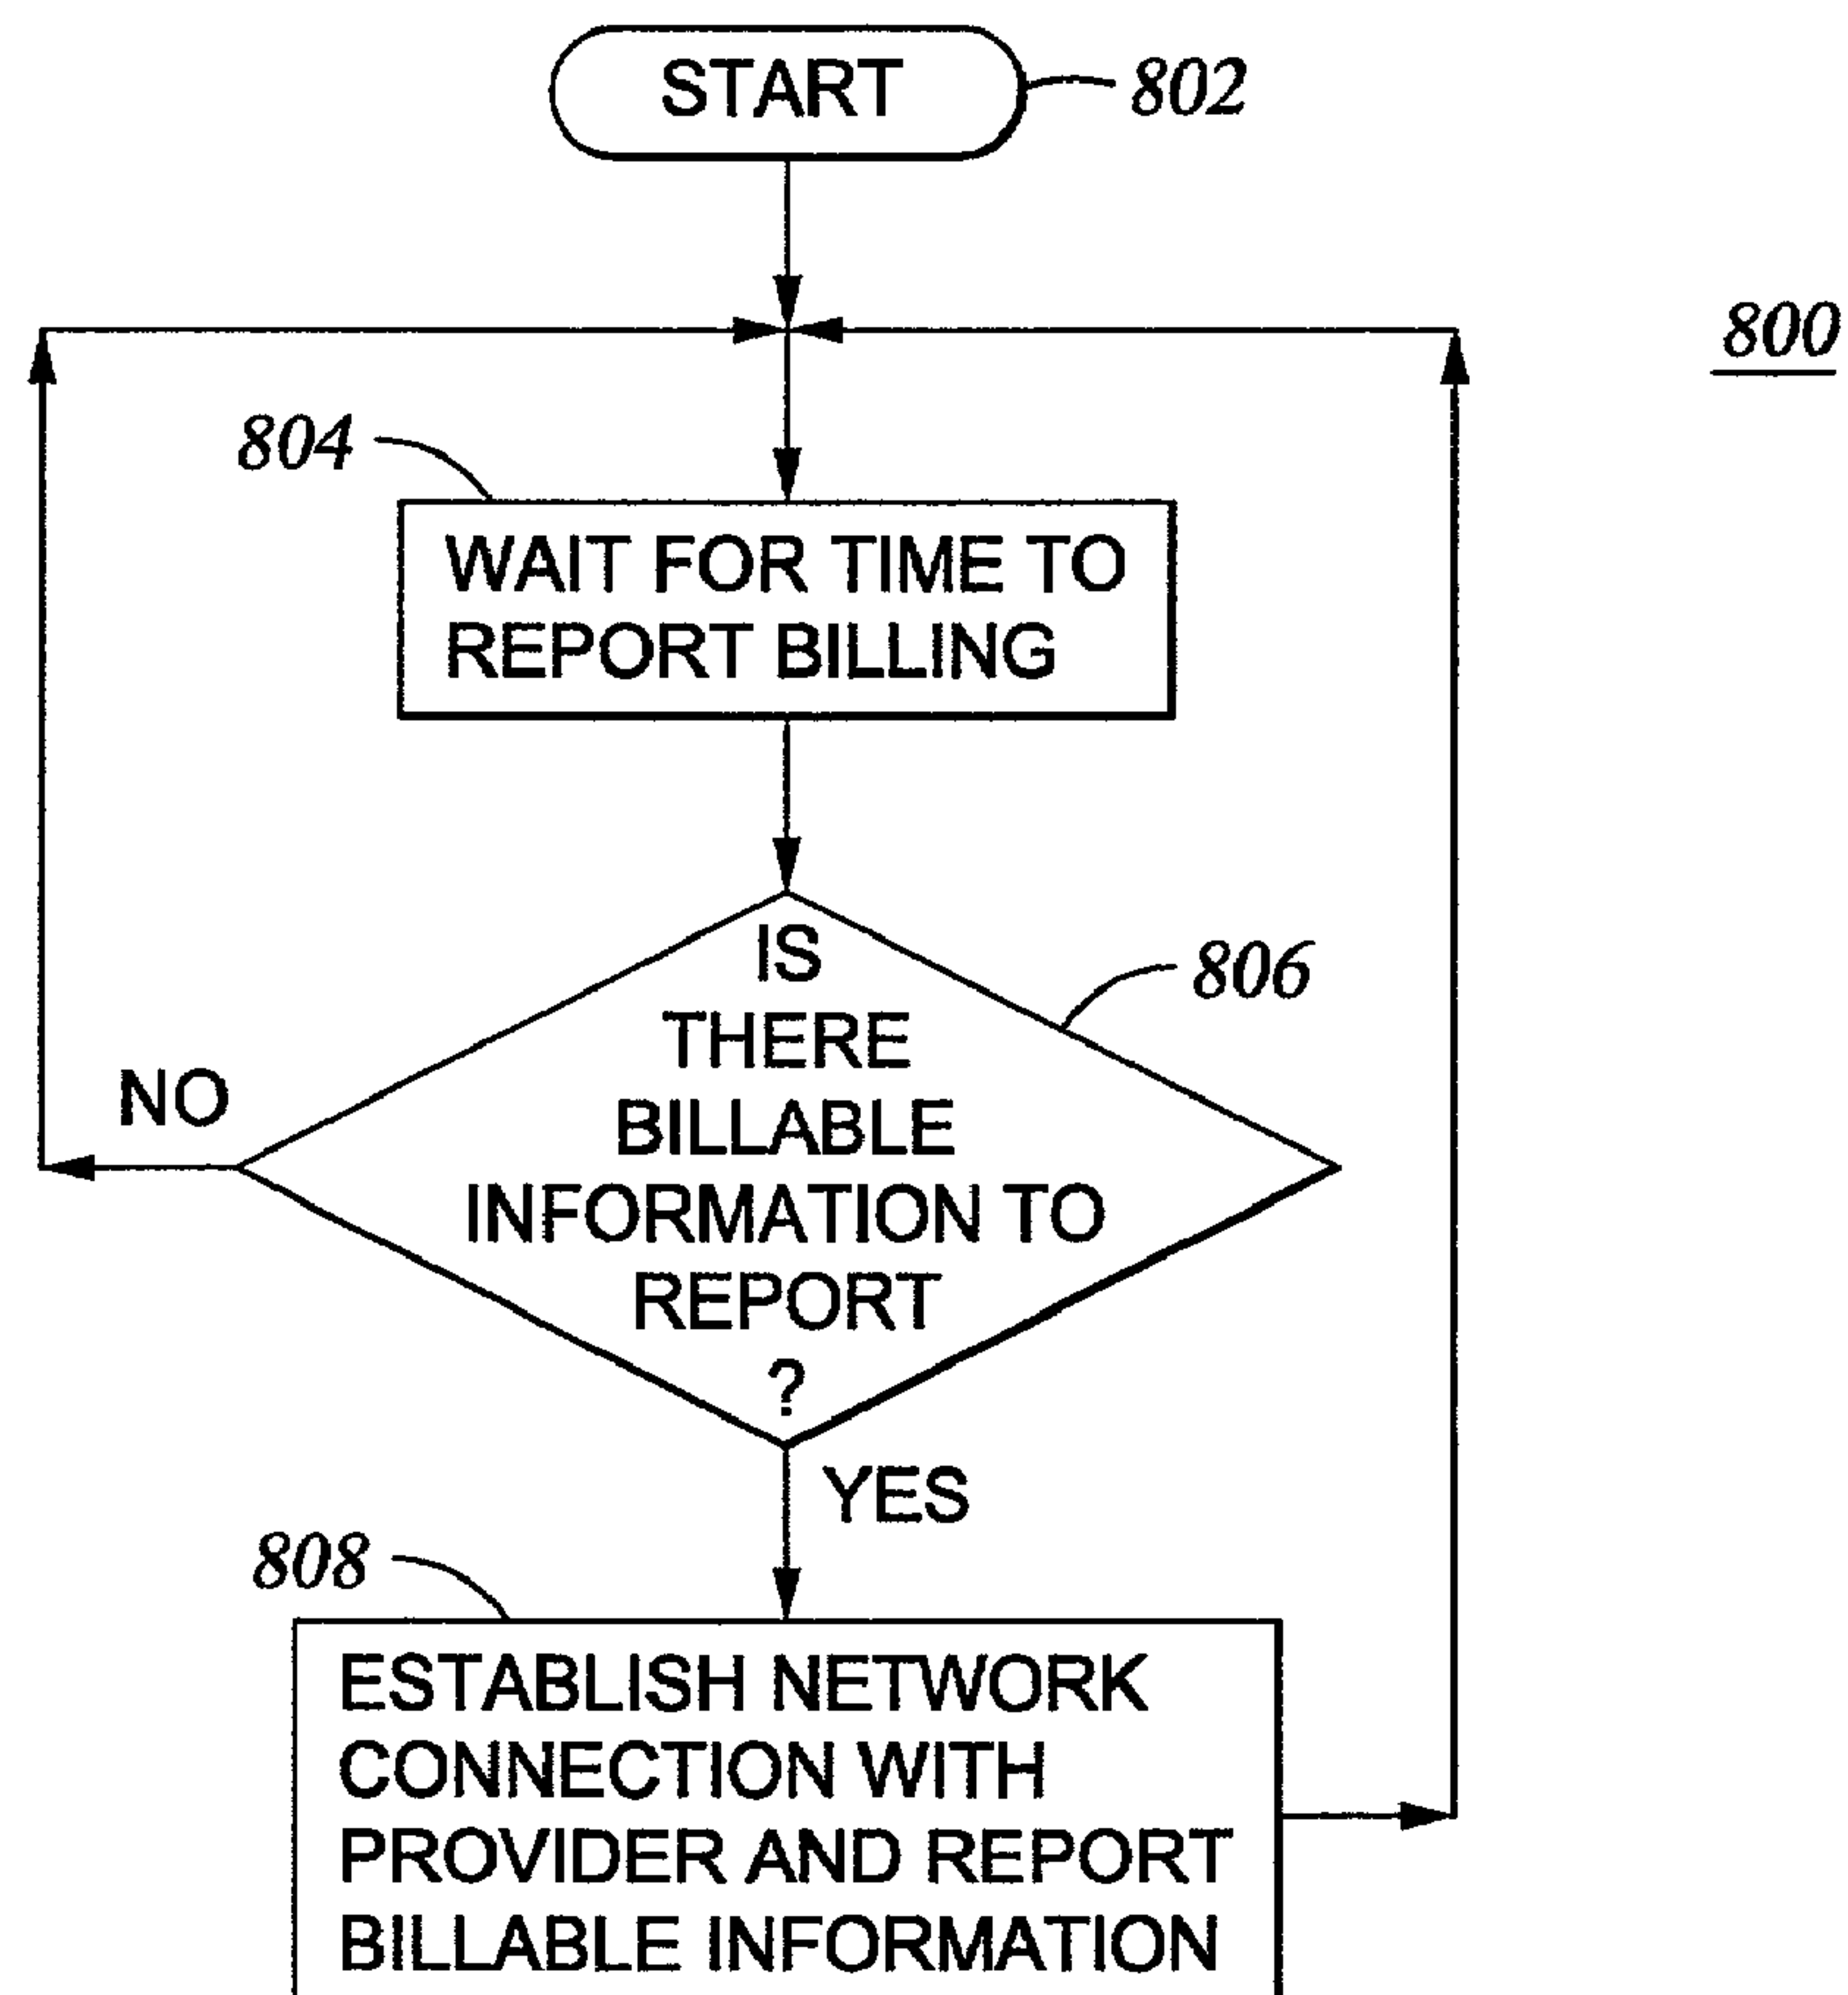 START
802
800
804
WAIT FOR TIME TO
REPORT BILLING
IS
THERE
BILLABLE
INFORMATION TO
REPORT
?
806
NO
YES
808
ESTABLISH NETWORK
CONNECTION WITH
PROVIDER AND REPORT
BILLABLE INFORMATION